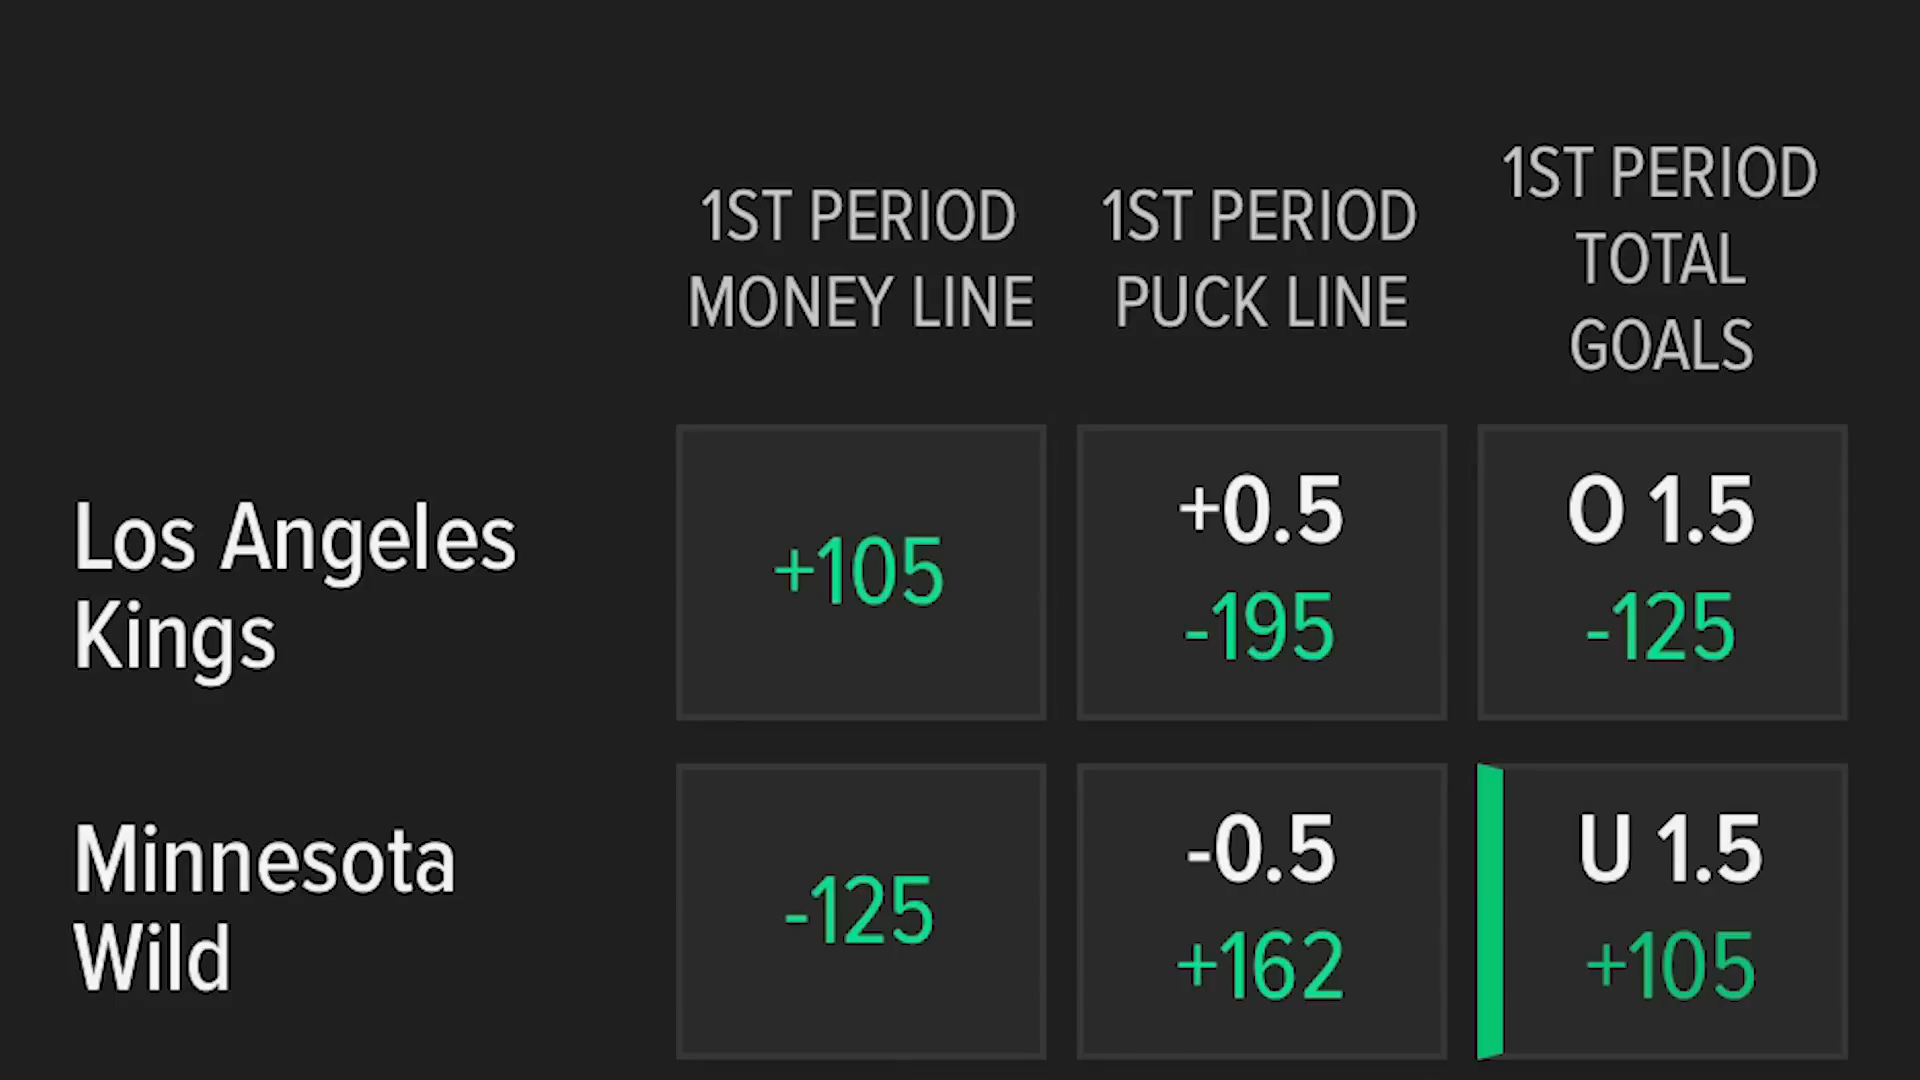 1ST PERIOD
MONEY LINE
1ST PERIOD
PUCK LINE
1ST PERIOD
TOTAL
GOALS
Los Angeles
Kings
+105
+0.5
-195
O 1.5
-125
Minnesota
Wild
-125
-0.5
+162
U 1.5
+105